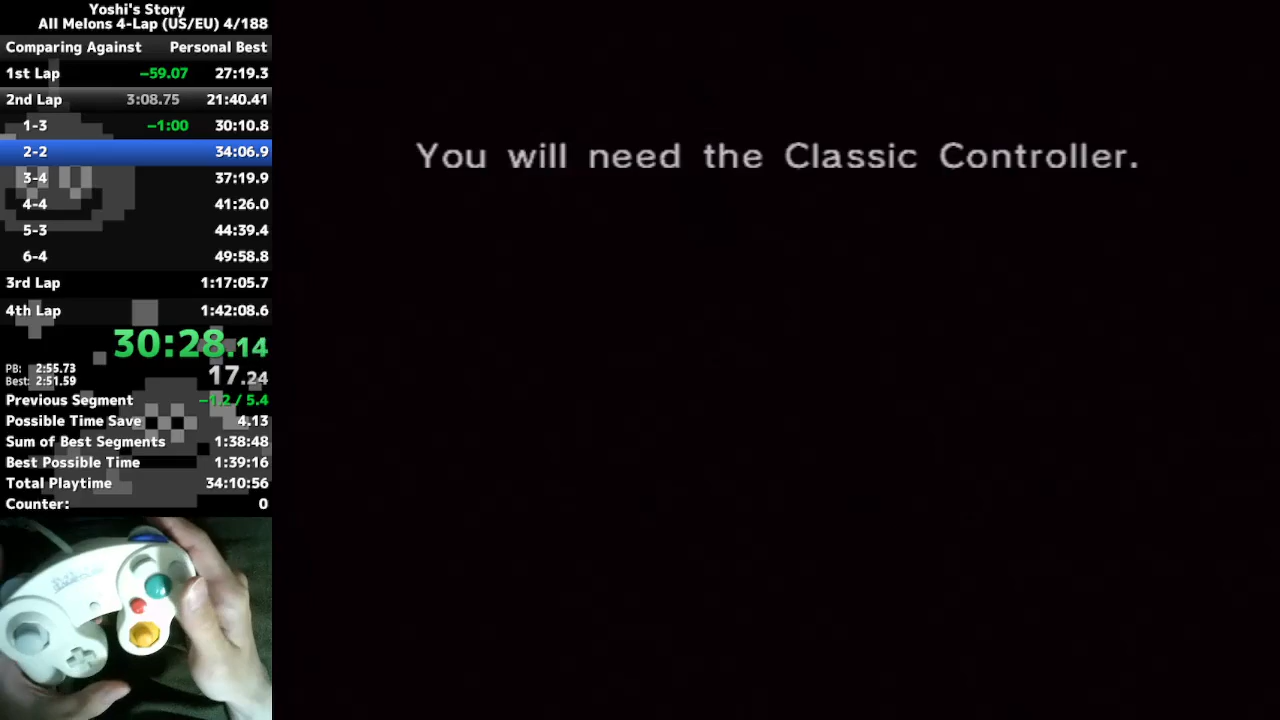 Yoshi's Story
All Melons 4-Lap (US/EU) 4/188
Comparing Against Personal Best
1st Lap −59.07 27:19.3
2nd Lap 3:08.75 21:40.41
1-3 −1:00 30:10.8
2-2 34:06.9
3-4 37:19.9
4-4 41:26.0
5-3 44:39.4
6-4 49:58.8
3rd Lap 1:17:05.7
4th Lap 1:42:08.6
30:28.14
PB: 2:55.73
Best: 2:51.59
17.24
Previous Segment −1.2 / 5.4
Possible Time Save 4.13
Sum of Best Segments 1:38:48
Best Possible Time 1:39:16
Total Playtime 34:10:56
Counter: 0
You will need the Classic Controller.